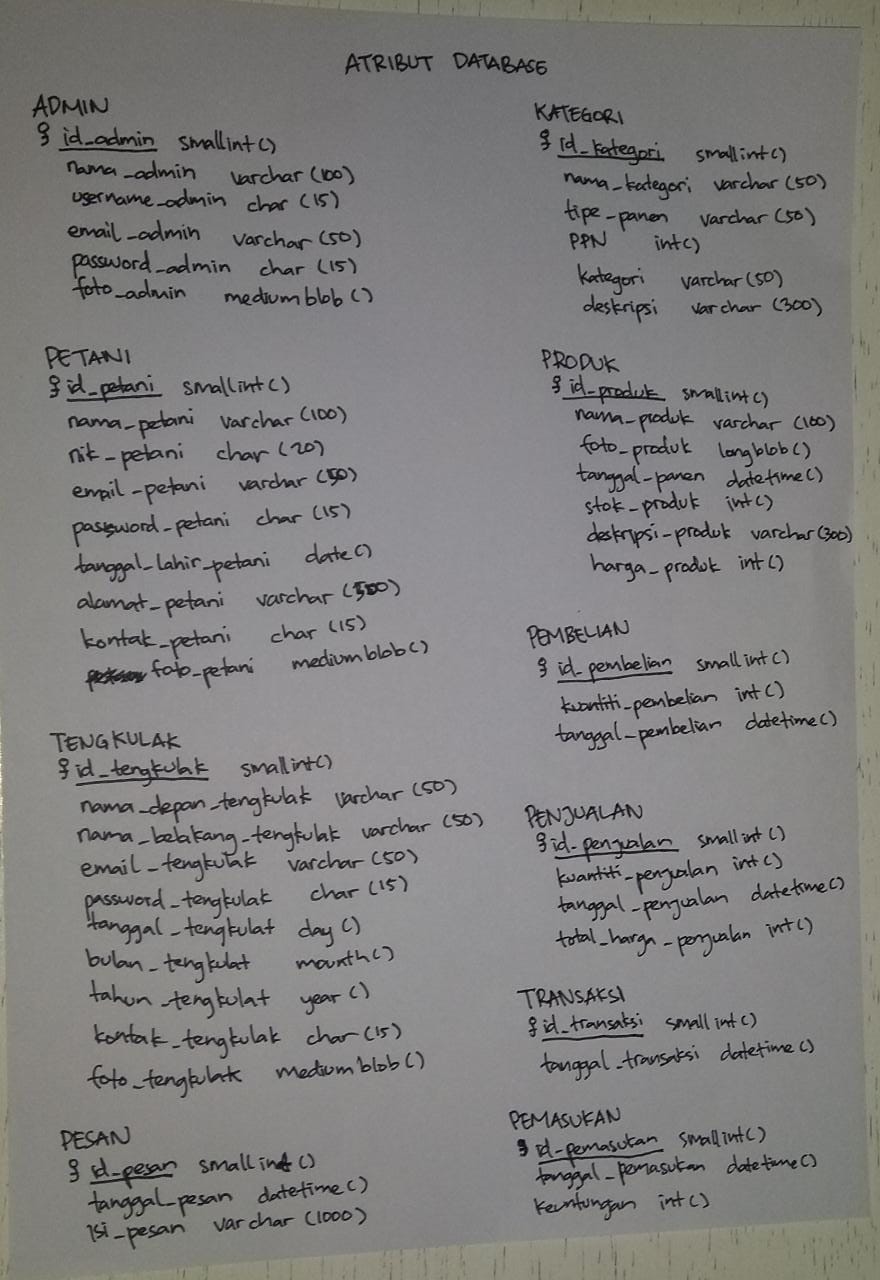 ATRIBUT DATABASE
ADMIN
id_admin smallint()
nama_admin varchar (100)
username_admin char (15)
email_admin varchar (50)
password_admin char (15)
foto_admin mediumblob ()
PETANI
id_petani smallint()
nama_petani varchar (100)
nik_petani char (20)
email_petani varchar (50)
password_petani char (15)
tanggal_lahir_petani date()
alamat_petani varchar (300)
kontak_petani char (15)
foto_petani mediumblob()
TENGKULAK
id_tengkulak smallint()
nama_depan_tengkulak varchar (50)
nama_belakang_tengkulak varchar (50)
email_tengkulak varchar (50)
password_tengkulak char (15)
tanggal_tengkulat day ()
bulan_tengkulat mounth()
tahun_tengkulat year ()
kontak_tengkulak char (15)
foto_tengkulak mediumblob()
PESAN
id_pesan smallint ()
tanggal_pesan datetime()
isi_pesan varchar (1000)
KATEGORI
id_kategori smallint()
nama_kategori varchar (50)
tipe_panen varchar (50)
PPN int()
kategori varchar (50)
deskripsi varchar (300)
PRODUK
id_produk smallint()
nama_produk varchar (100)
foto_produk longblob()
tanggal_panen datetime()
stok_produk int()
deskripsi_produk varchar (300)
harga_produk int()
PEMBELIAN
id_pembelian smallint()
kuantiti_pembelian int()
tanggal_pembelian datetime()
PENJUALAN
id_penjualan smallint()
kuantiti_penjualan int()
tanggal_penjualan datetime()
total_harga_penjualan int()
TRANSAKSI
id_transaksi smallint()
tanggal_transaksi datetime()
PEMASUKAN
id_pemasukan smallint()
tanggal_pemasukan datetime()
keuntungan int()